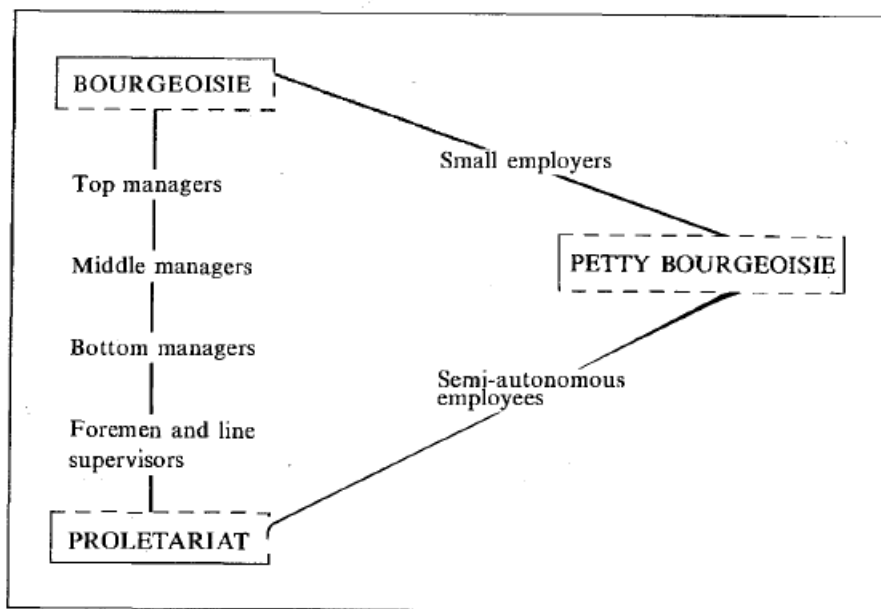 BOURGEOISIE
Top managers
Middle managers
Bottom managers
Foremen and line
supervisors
PROLETARIAT
Small employers
PETTY BOURGEOISIE
Semi-autonomous
employees